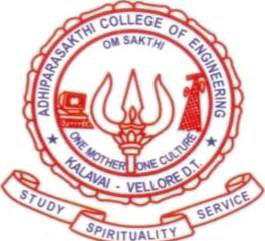 ADHIPARASAKTHI COLLEGE OF ENGINEERING
OM SAKTHI
ONE MOTHER ONE CULTURE
KALAVAI - VELLORE D.T.
STUDY SPIRITUALITY SERVICE